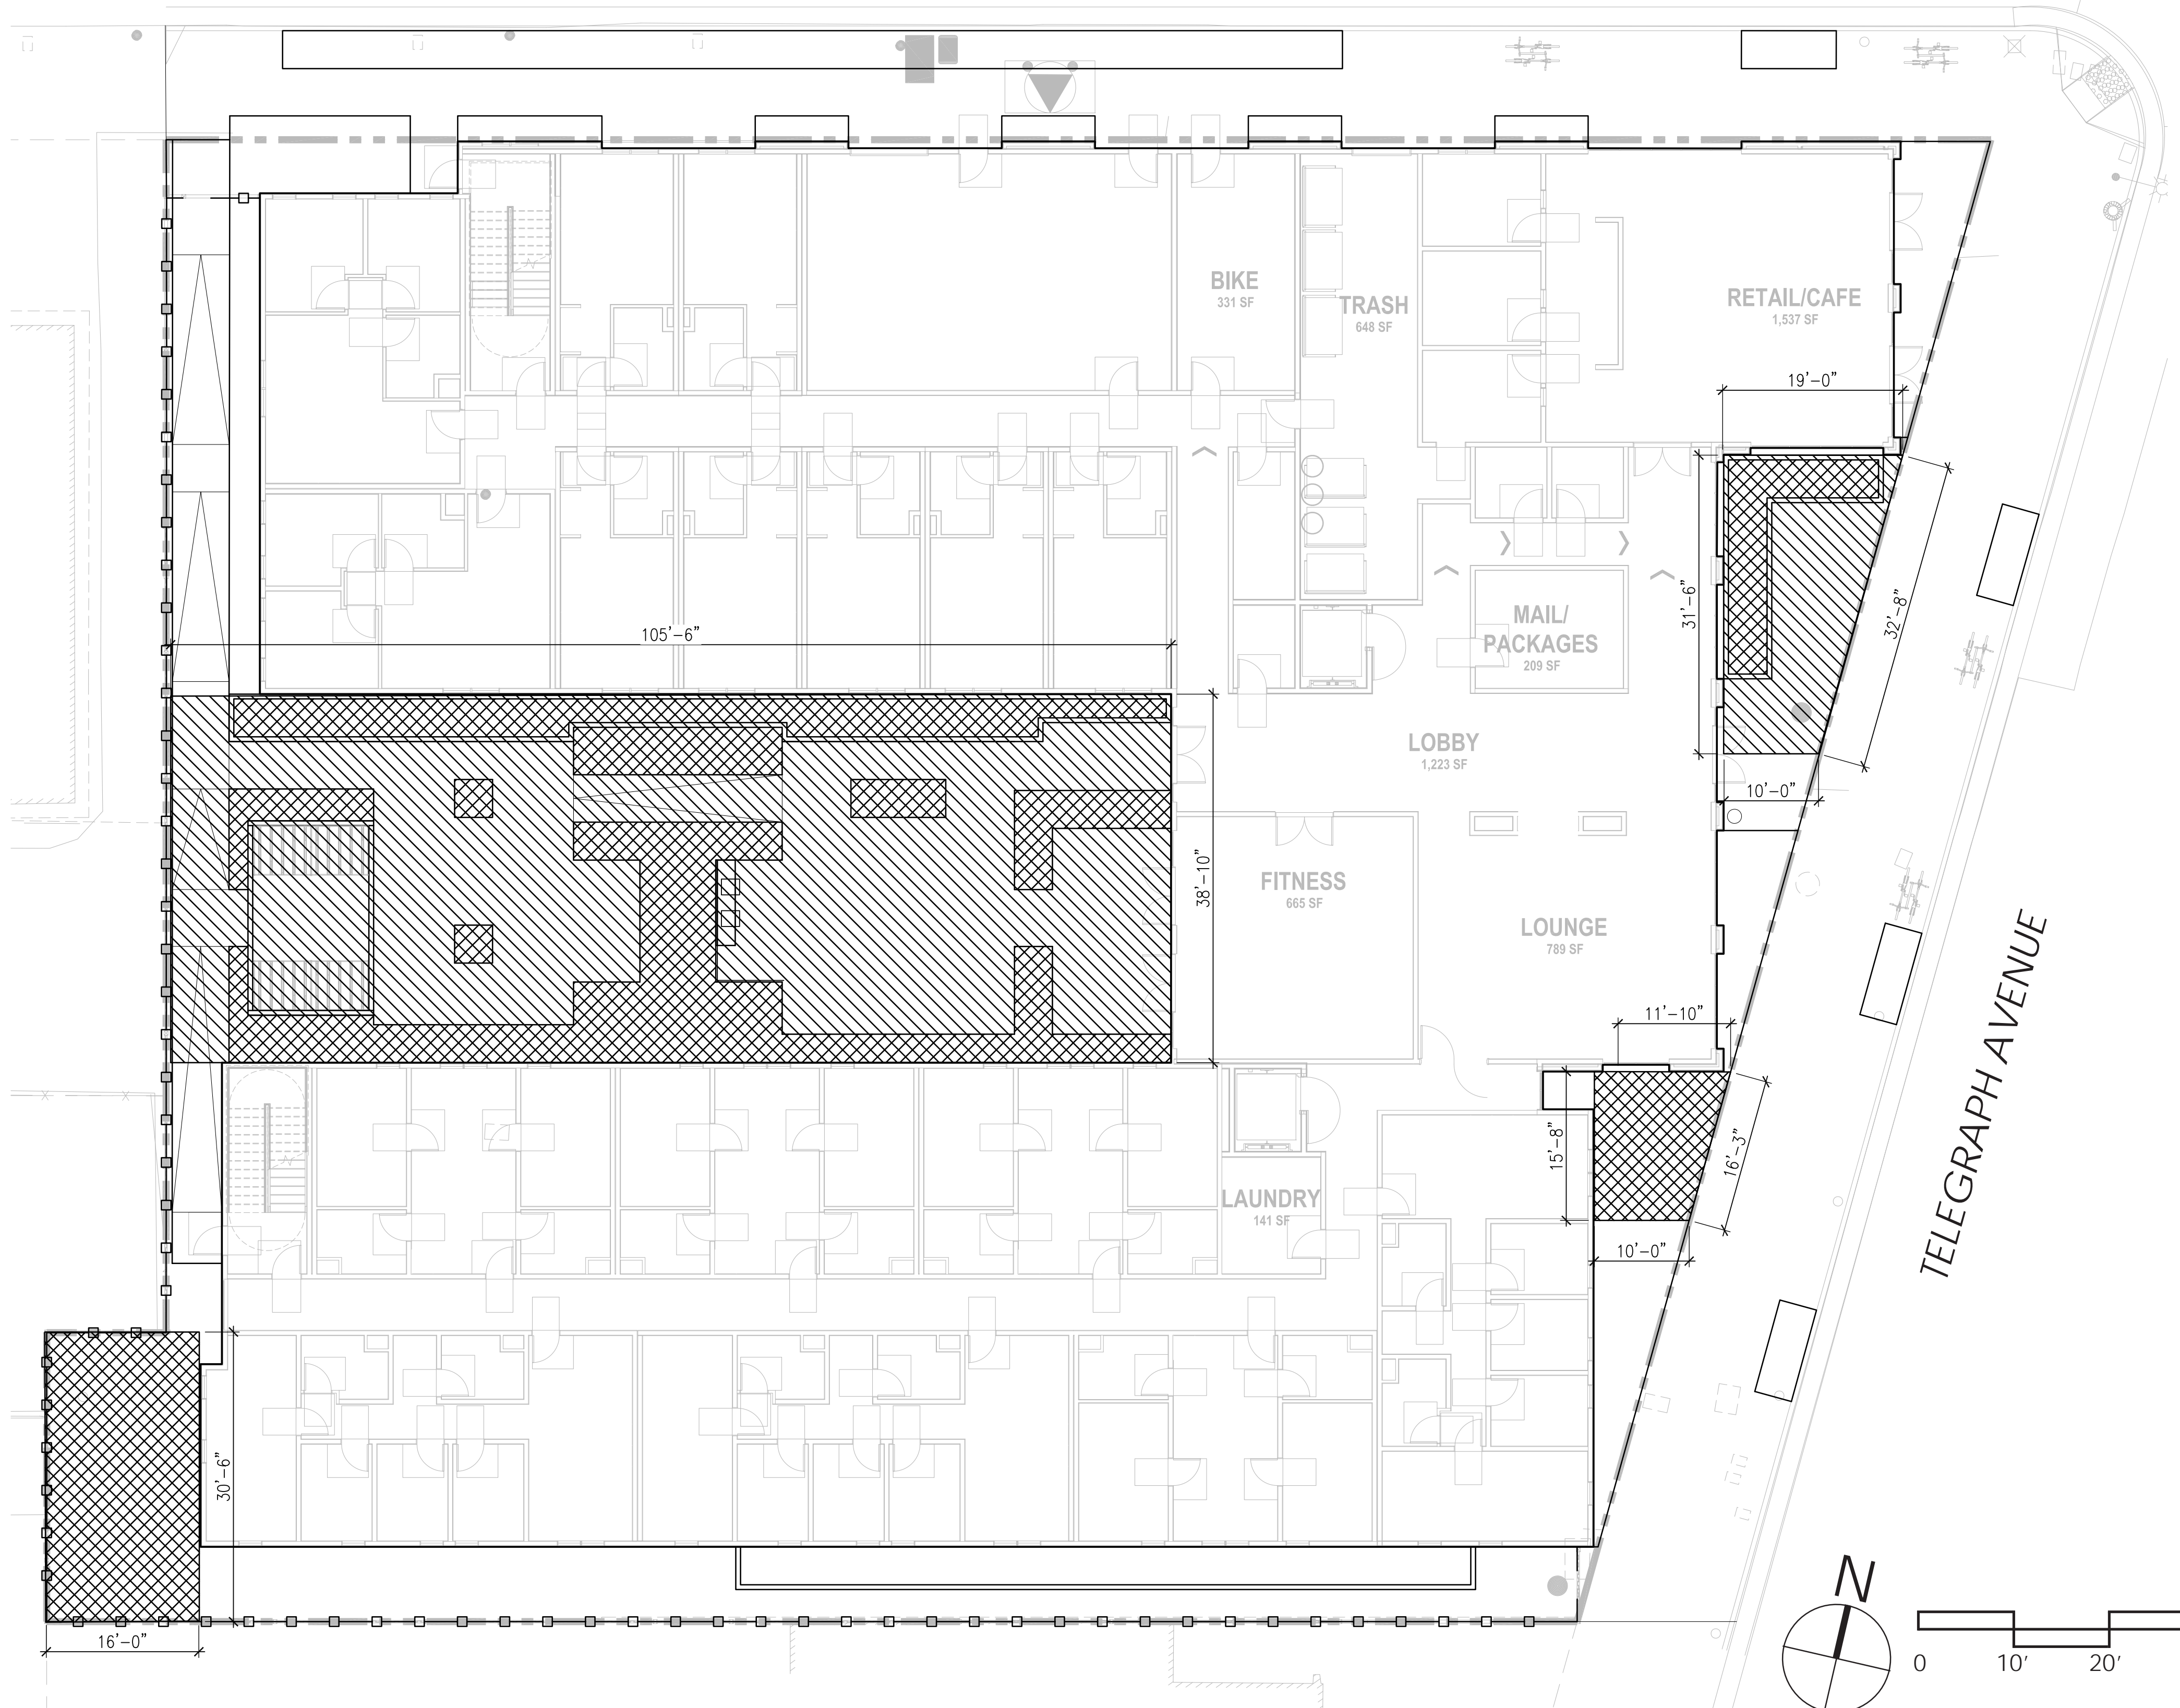 BIKE
331 SF
TRASH
648 SF
RETAIL/CAFE
1,537 SF
19'-0"
31'-6"
32'-8"
105'-6"
MAIL/
PACKAGES
209 SF
LOBBY
1,223 SF
10'-0"
38'-10"
FITNESS
665 SF
LOUNGE
789 SF
11'-10"
TELEGRAPH AVENUE
15'-8"
16'-3"
LAUNDRY
141 SF
10'-0"
30'-6"
16'-0"
N
0 10' 20'